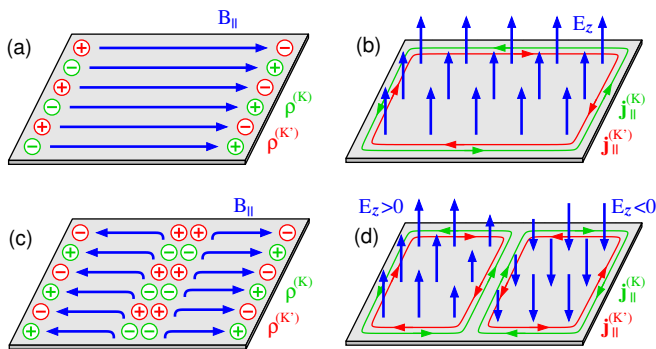 (a)
B∥
+ −
− +
+ −
− +
+ −
− +
ρ(K)
ρ(K')
(b)
Ez
j∥(K)
j∥(K')
(c)
B∥
− + + −
+ − − +
− + + −
+ − − +
− + + −
+ − − +
ρ(K)
ρ(K')
(d)
Ez>0
Ez<0
j∥(K)
j∥(K')